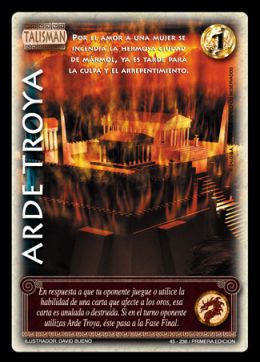 TALISMAN
POR EL AMOR A UNA MUJER SE
INCENDIA LA HERMOSA CIUDAD
DE MÁRMOL, YA ES TARDE PARA
LA CULPA Y EL ARREPENTIMIENTO.
1
ARDE TROYA
En respuesta a que tu oponente juegue o utilice la
habilidad de una carta que afecte a los oros, esa
carta es anulada o destruida. Si en el turno oponente
utilizas Arde Troya, éste pasa a la Fase Final.
ILUSTRADOR: DAVID BUENO
45 - 236 / PRIMERA EDICION